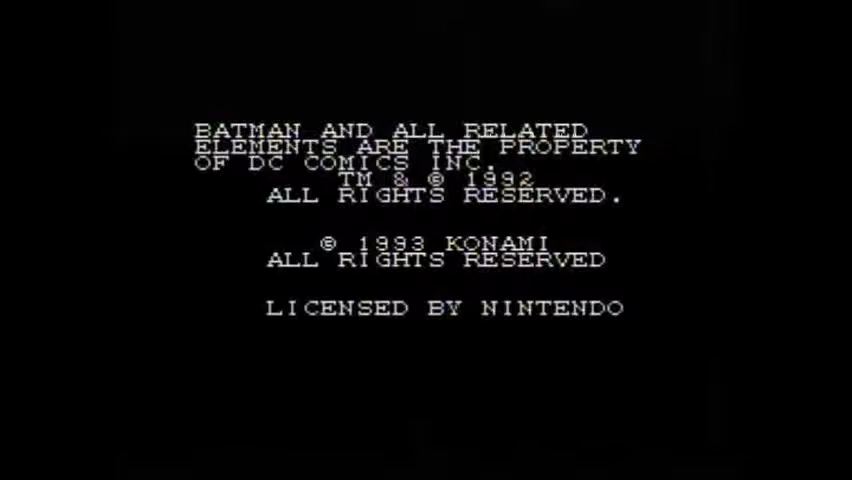 BATMAN AND ALL RELATED
ELEMENTS ARE THE PROPERTY
OF DC COMICS INC.
TM & © 1992
ALL RIGHTS RESERVED.
© 1993 KONAMI
ALL RIGHTS RESERVED
LICENSED BY NINTENDO